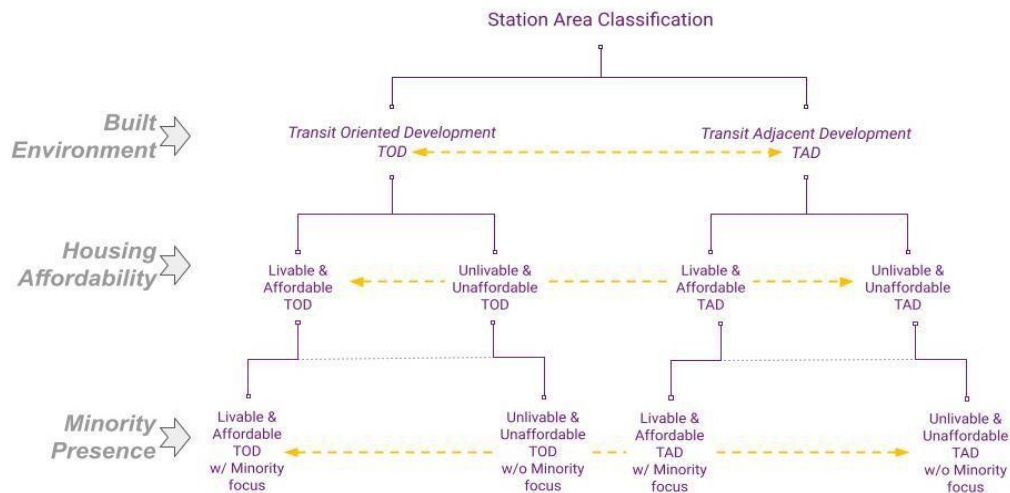 Station Area Classification
Built
Environment
Transit Oriented Development
TOD
Transit Adjacent Development
TAD
Housing
Affordability
Livable &
Affordable
TOD
Unlivable &
Unaffordable
TOD
Livable &
Affordable
TAD
Unlivable &
Unaffordable
TAD
Minority
Presence
Livable &
Affordable
TOD
w/ Minority
focus
Unlivable &
Unaffordable
TOD
w/o Minority
focus
Livable &
Affordable
TAD
w/ Minority
focus
Unlivable &
Unaffordable
TAD
w/o Minority
focus